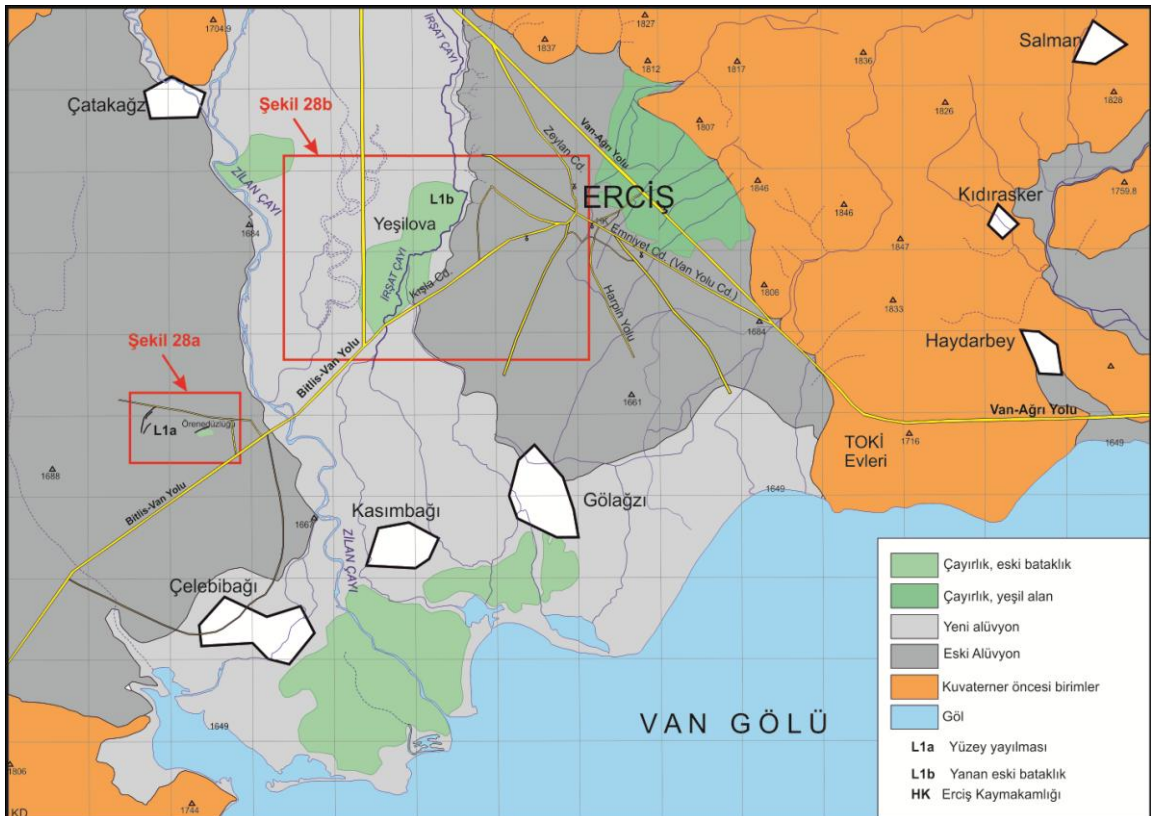 1704.9
IRŞAT ÇAYI
1827
1837
1812
1817
1836
Salman
Çatakağz
Şekil 28b
1826
1828
1807
Zeylan Cd.
Van-Ağrı Yolu
ZİLAN ÇAYI
1846
ERCİŞ
Kıdırasker
1759.8
L1b
Yeşilova
1684
1846
1847
Emniyet Cd. (Van Yolu Cd.)
IRŞAT ÇAYI
Kışla Cd.
Harpin Yolu
1806
1833
1684
Haydarbey
Şekil 28a
Bitlis-Van Yolu
1661
Van-Ağrı Yolu
L1a
Örenedüzlüğü
TOKİ
Evleri
1716
1649
1688
Bitlis-Van Yolu
1649
Gölağzı
Kasımbağı
1667
ZİLAN ÇAYI
Çelebibağı
1649
VAN GÖLÜ
1806
1744
KD
Çayırlık, eski bataklık
Çayırlık, yeşil alan
Yeni alüvyon
Eski Alüvyon
Kuvaterner öncesi birimler
Göl
L1a Yüzey yayılması
L1b Yanan eski bataklık
HK Erciş Kaymakamlığı